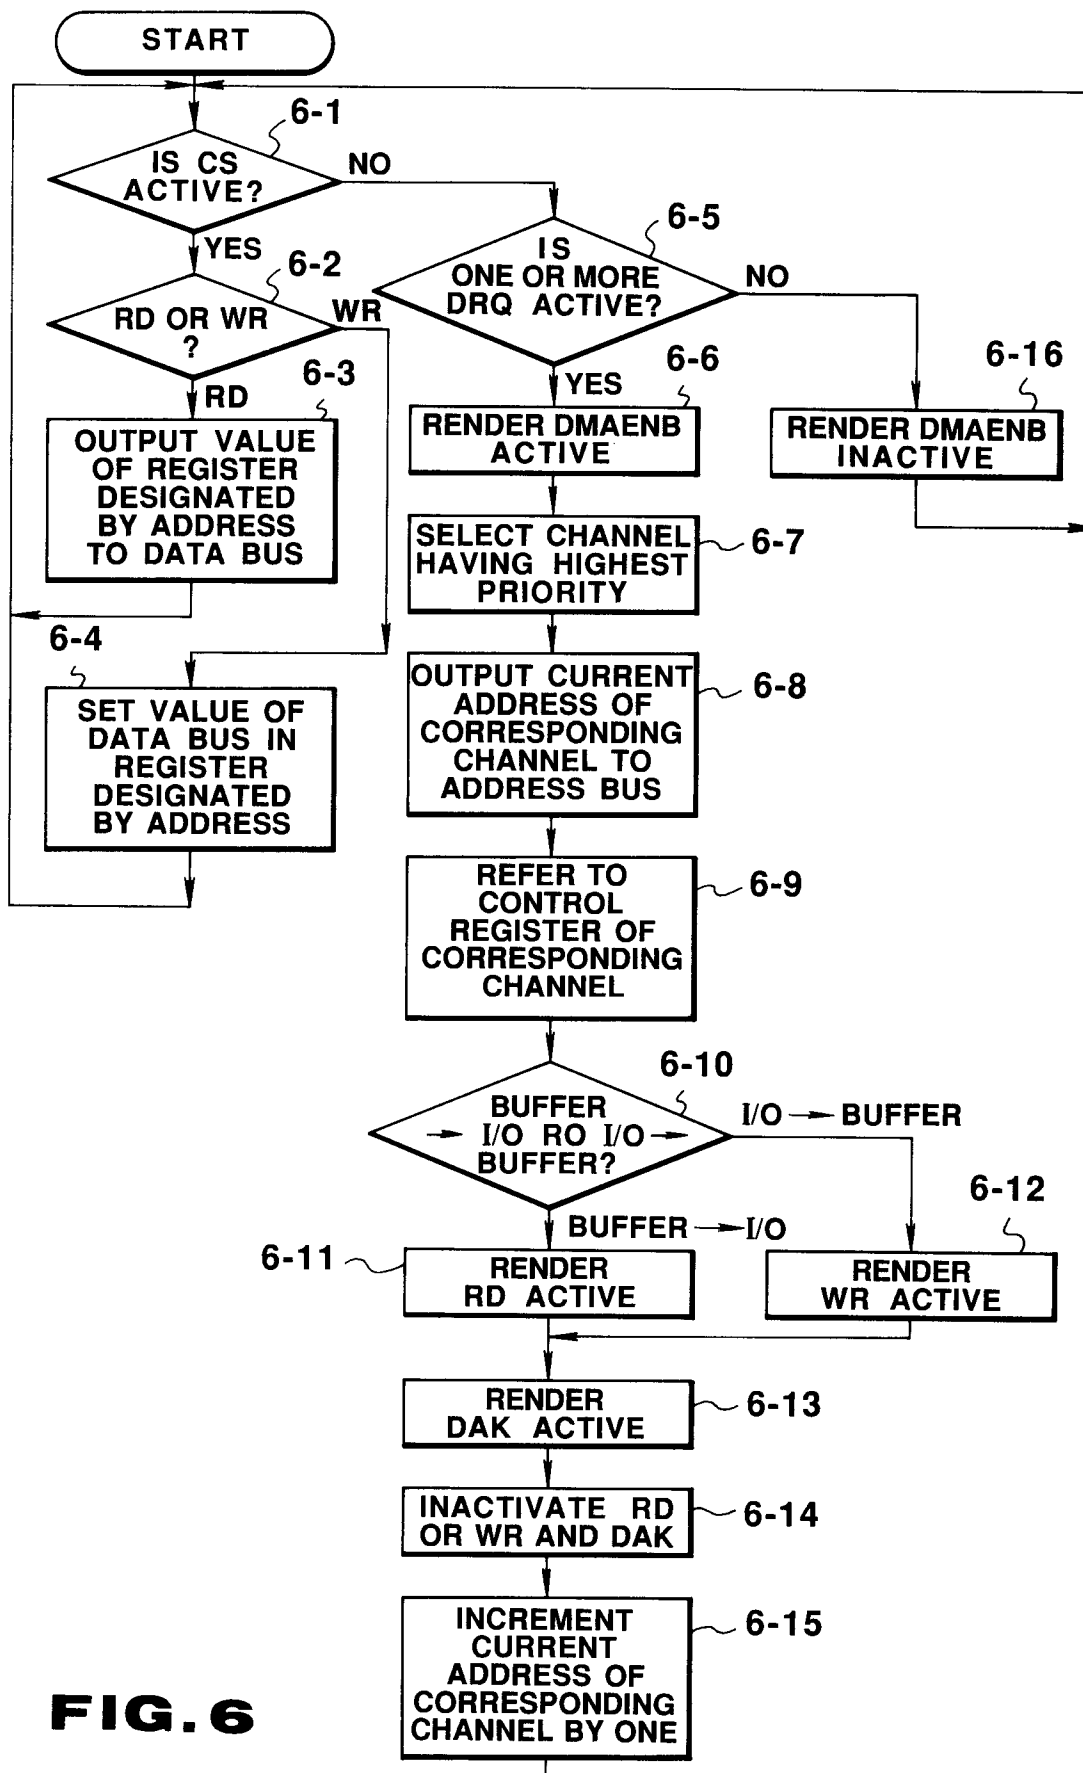 START
6-1
IS CS
ACTIVE?
NO
YES
6-2
RD OR WR
?
WR
RD
6-3
OUTPUT VALUE
OF REGISTER
DESIGNATED
BY ADDRESS
TO DATA BUS
6-4
SET VALUE OF
DATA BUS IN
REGISTER
DESIGNATED
BY ADDRESS
6-5
IS
ONE OR MORE
DRQ ACTIVE?
NO
YES
6-6
RENDER DMAENB
ACTIVE
6-16
RENDER DMAENB
INACTIVE
SELECT CHANNEL
HAVING HIGHEST
PRIORITY
6-7
OUTPUT CURRENT
ADDRESS OF
CORRESPONDING
CHANNEL TO
ADDRESS BUS
6-8
REFER TO
CONTROL
REGISTER OF
CORRESPONDING
CHANNEL
6-9
6-10
BUFFER
→ I/O RO I/O →
BUFFER?
I/O → BUFFER
BUFFER → I/O
6-11
RENDER
RD ACTIVE
6-12
RENDER
WR ACTIVE
RENDER
DAK ACTIVE
6-13
INACTIVATE RD
OR WR AND DAK
6-14
INCREMENT
CURRENT
ADDRESS OF
CORRESPONDING
CHANNEL BY ONE
6-15
FIG. 6